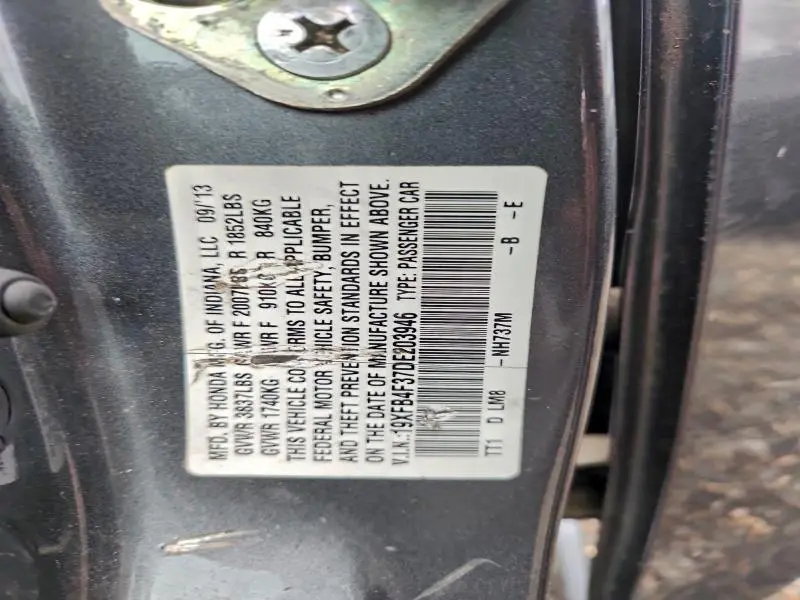 MFG. BY HONDA MFG. OF INDIANA, LLC 09/13
GVWR 3837LBS GAWR F 2007LBS R 1852LBS
GVWR 1740KG GAWR F 910KG R 840KG
THIS VEHICLE CONFORMS TO ALL APPLICABLE
FEDERAL MOTOR VEHICLE SAFETY, BUMPER,
AND THEFT PREVENTION STANDARDS IN EFFECT
ON THE DATE OF MANUFACTURE SHOWN ABOVE.
V.I.N.:19XFB4F37DE203946 TYPE: PASSENGER CAR
TT1 D LM8 -NH737M -B -E